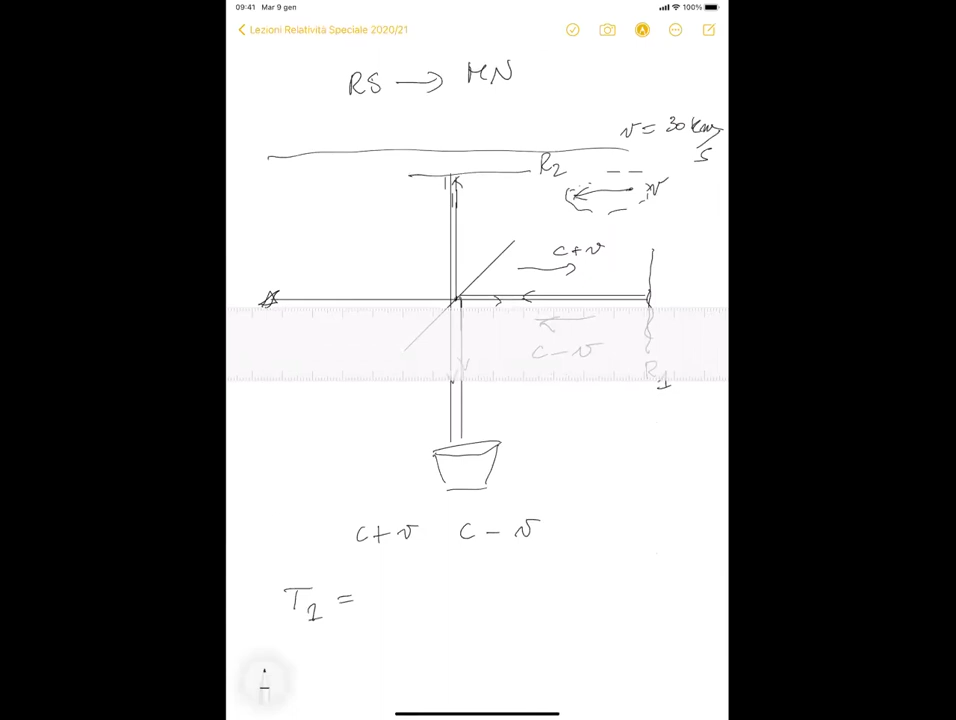 09:41 Mar 9 gen
100%
Lezioni Relatività Speciale 2020/21
RS → MN
v = 30 km/s
R2
v
c+v
c-v
R1
c+v c-v
T1 =